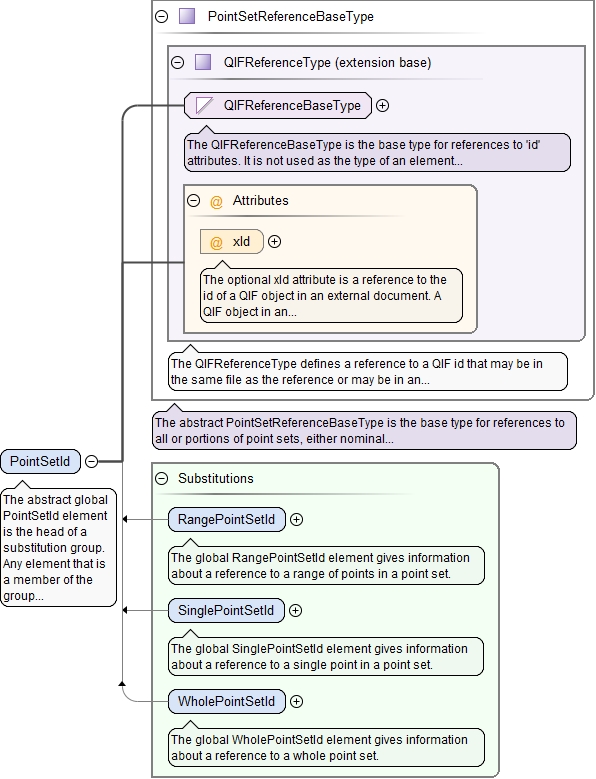 PointSetReferenceBaseType
QIFReferenceType (extension base)
QIFReferenceBaseType
The QIFReferenceBaseType is the base type for references to 'id'
attributes. It is not used as the type of an element...
@ Attributes
@ xId
The optional xId attribute is a reference to the
id of a QIF object in an external document. A
QIF object in an...
The QIFReferenceType defines a reference to a QIF id that may be in
the same file as the reference or may be in an...
The abstract PointSetReferenceBaseType is the base type for references to
all or portions of point sets, either nominal...
PointSetId
The abstract global
PointSetId element
is the head of a
substitution group.
Any element that is
a member of the
group...
Substitutions
RangePointSetId
The global RangePointSetId element gives information
about a reference to a range of points in a point set.
SinglePointSetId
The global SinglePointSetId element gives information
about a reference to a single point in a point set.
WholePointSetId
The global WholePointSetId element gives information
about a reference to a whole point set.